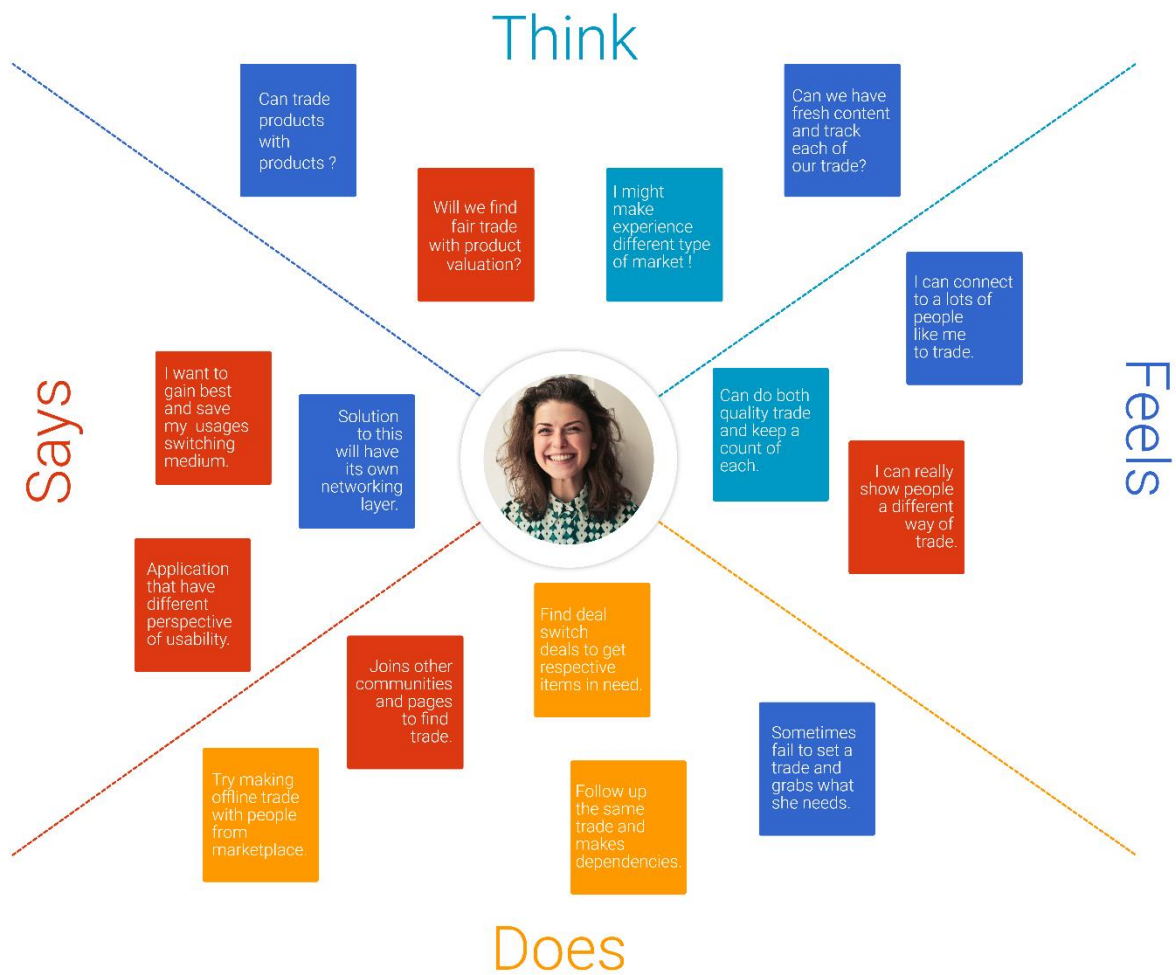 Think
Can trade
products
with
products ?
Will we find
fair trade
with product
valuation?
I might
make
experience
different type
of market !
Can we have
fresh content
and track
each of
our trade?
Says
I want to
gain best
and save
my usages
switching
medium.
Solution
to this
will have
its own
networking
layer.
Application
that have
different
perspective
of usability.
Feels
I can connect
to a lots of
people
like me
to trade.
Can do both
quality trade
and keep a
count of
each.
I can really
show people
a different
way of
trade.
Joins other
communities
and pages
to find
trade.
Find deal
switch
deals to get
respective
items in need.
Try making
offline trade
with people
from
marketplace.
Follow up
the same
trade and
makes
dependencies.
Sometimes
fail to set a
trade and
grabs what
she needs.
Does